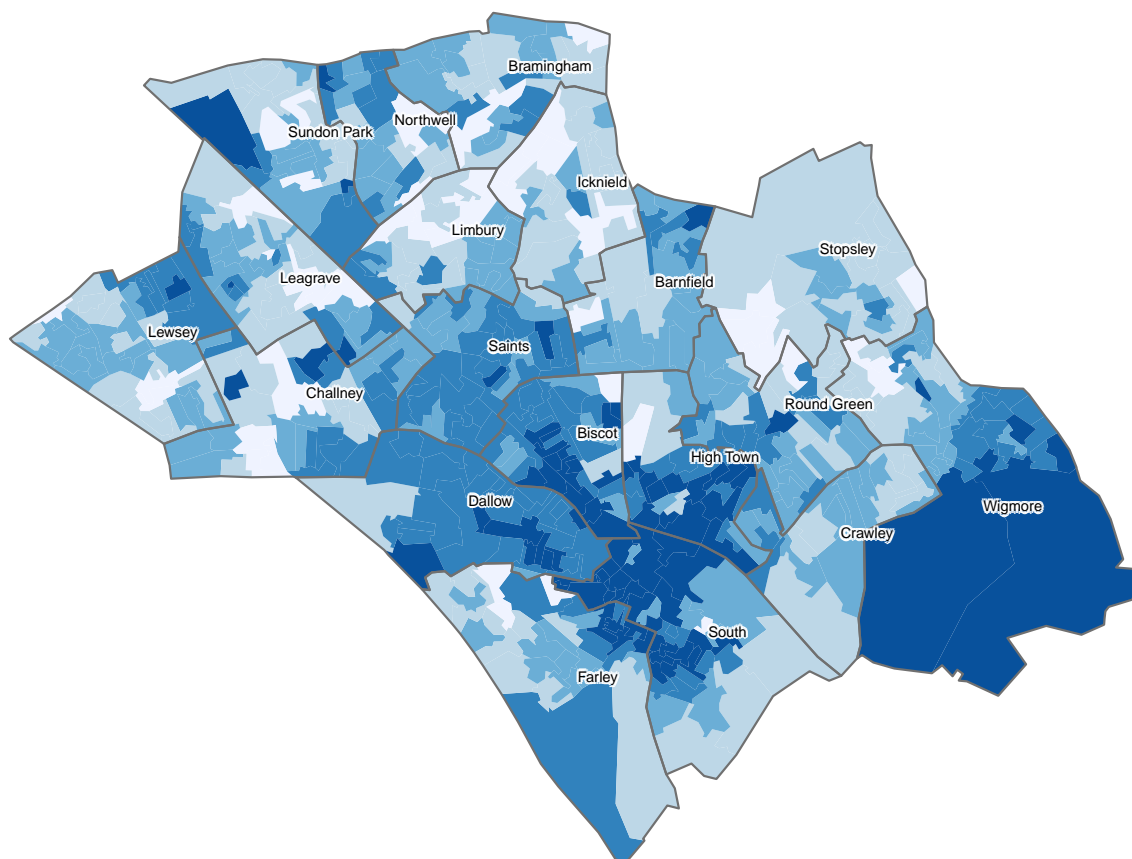 Bramingham
Northwell
Sundon Park
Icknield
Limbury
Stopsley
Leagrave
Barnfield
Lewsey
Saints
Challney
Round Green
Biscot
High Town
Dallow
Wigmore
Crawley
South
Farley